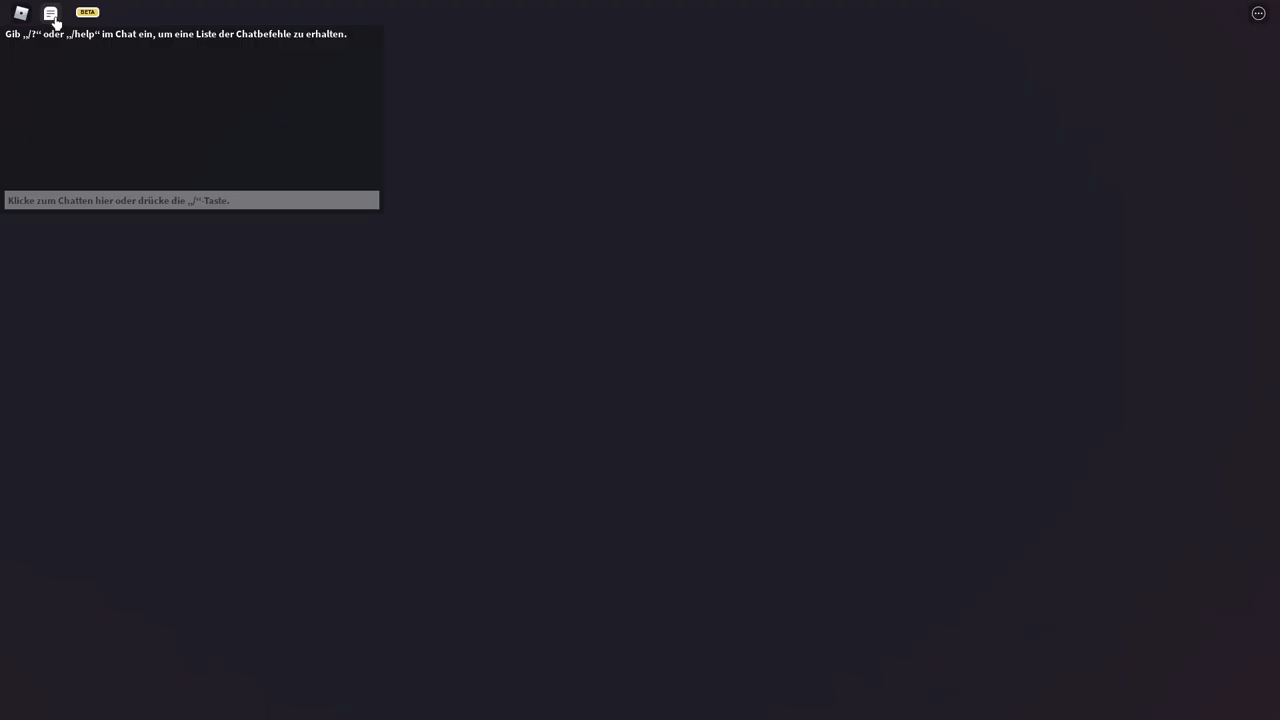 BETA
Gib „/?“ oder „/help“ im Chat ein, um eine Liste der Chatbefehle zu erhalten.
Klicke zum Chatten hier oder drücke die „/“-Taste.